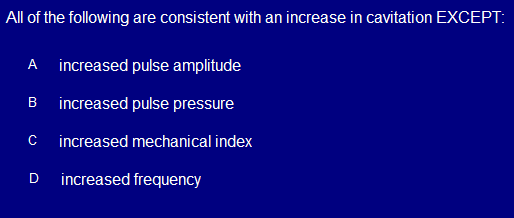 All of the following are consistent with an increase in cavitation EXCEPT:
A increased pulse amplitude
B increased pulse pressure
C increased mechanical index
D increased frequency